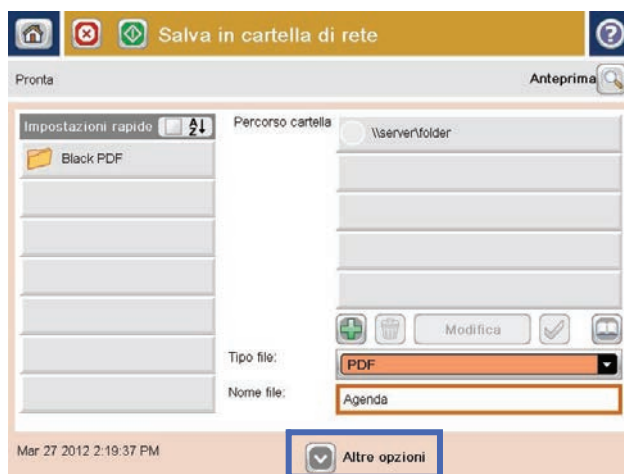 Salva in cartella di rete
Pronta
Anteprima
Impostazioni rapide
Percorso cartella
\\server\folder
Black PDF
Modifica
Tipo file:
PDF
Nome file:
Agenda
Mar 27 2012 2:19:37 PM
Altre opzioni